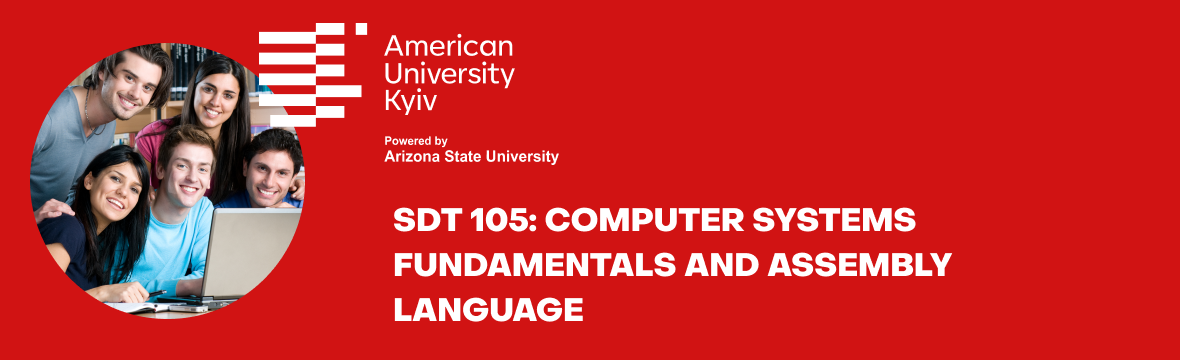 American
University
Kyiv
Powered by
Arizona State University
SDT 105: COMPUTER SYSTEMS
FUNDAMENTALS AND ASSEMBLY
LANGUAGE